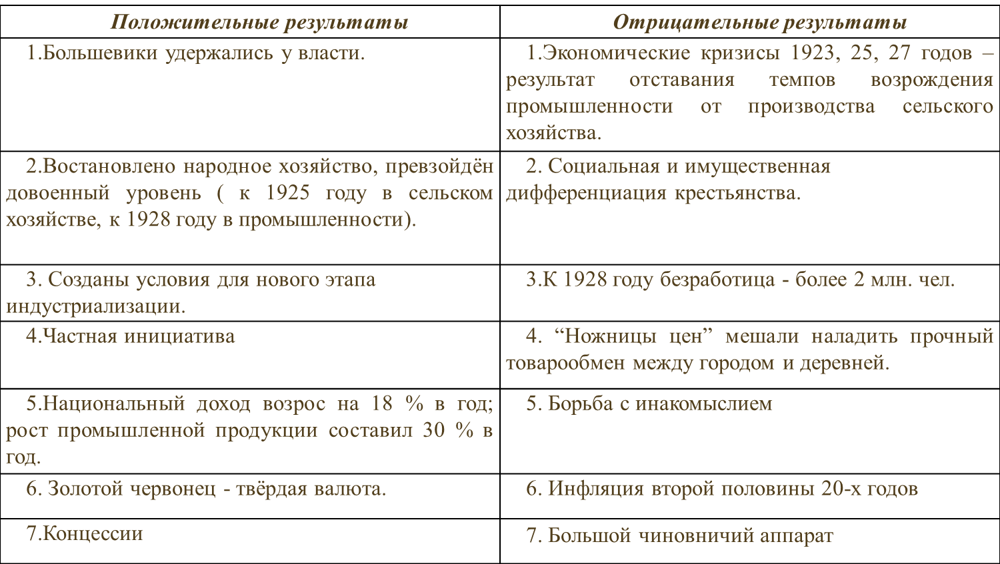 Положительные результаты
Отрицательные результаты
1.Большевики удержались у власти.
1.Экономические кризисы 1923, 25, 27 годов –
результат отставания темпов возрождения
промышленности от производства сельского
хозяйства.
2.Востановлено народное хозяйство, превзойдён
довоенный уровень ( к 1925 году в сельском
хозяйстве, к 1928 году в промышленности).
2. Социальная и имущественная
дифференциация крестьянства.
3. Созданы условия для нового этапа
индустриализации.
3.К 1928 году безработица - более 2 млн. чел.
4.Частная инициатива
4. “Ножницы цен” мешали наладить прочный
товарообмен между городом и деревней.
5.Национальный доход возрос на 18 % в год;
рост промышленной продукции составил 30 % в
год.
5. Борьба с инакомыслием
6. Золотой червонец - твёрдая валюта.
6. Инфляция второй половины 20-х годов
7.Концессии
7. Большой чиновничий аппарат